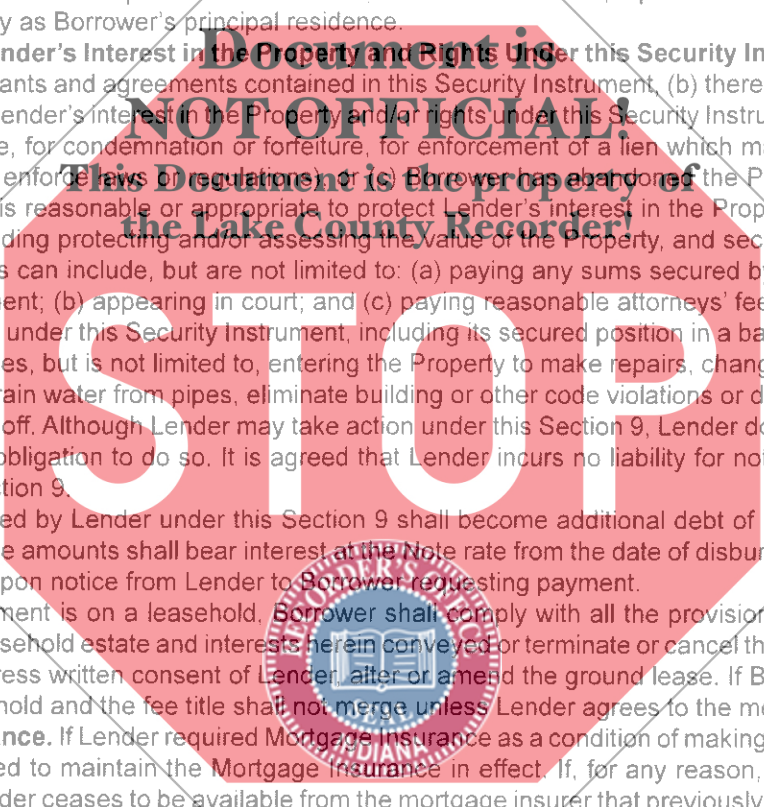 y as Borrower's principal residence.
nder's Interest in the Property and Rights Under this Security In
ants and agreements contained in this Security Instrument, (b) there
ender's interest in the Property and/or rights under this Security Instru
e, for condemnation or forfeiture, for enforcement of a lien which m
enforce laws or regulations), or (c) Borrower has abandoned the P
is reasonable or appropriate to protect Lender's interest in the Prop
ding protecting and/or assessing the value of the Property, and sec
s can include, but are not limited to: (a) paying any sums secured by
ent; (b) appearing in court; and (c) paying reasonable attorneys' fee
under this Security Instrument, including its secured position in a ba
es, but is not limited to, entering the Property to make repairs, chang
rain water from pipes, eliminate building or other code violations or d
off. Although Lender may take action under this Section 9, Lender do
obligation to do so. It is agreed that Lender incurs no liability for no
tion 9.
ed by Lender under this Section 9 shall become additional debt of
e amounts shall bear interest at the Note rate from the date of disbur
pon notice from Lender to Borrower requesting payment.
ment is on a leasehold, Borrower shall comply with all the provision
sehold estate and interests herein conveyed or terminate or cancel th
ress written consent of Lender, alter or amend the ground lease. If B
hold and the fee title shall not merge unless Lender agrees to the me
ance. If Lender required Mortgage Insurance as a condition of making
ed to maintain the Mortgage Insurance in effect. If, for any reason,
der ceases to be available from the mortgage insurer that previously
Document is
NOT OFFICIAL!
This Document is the property of
the Lake County Recorder!
STOP
RECORDER'S OFFICE
SEAL
INDIANA